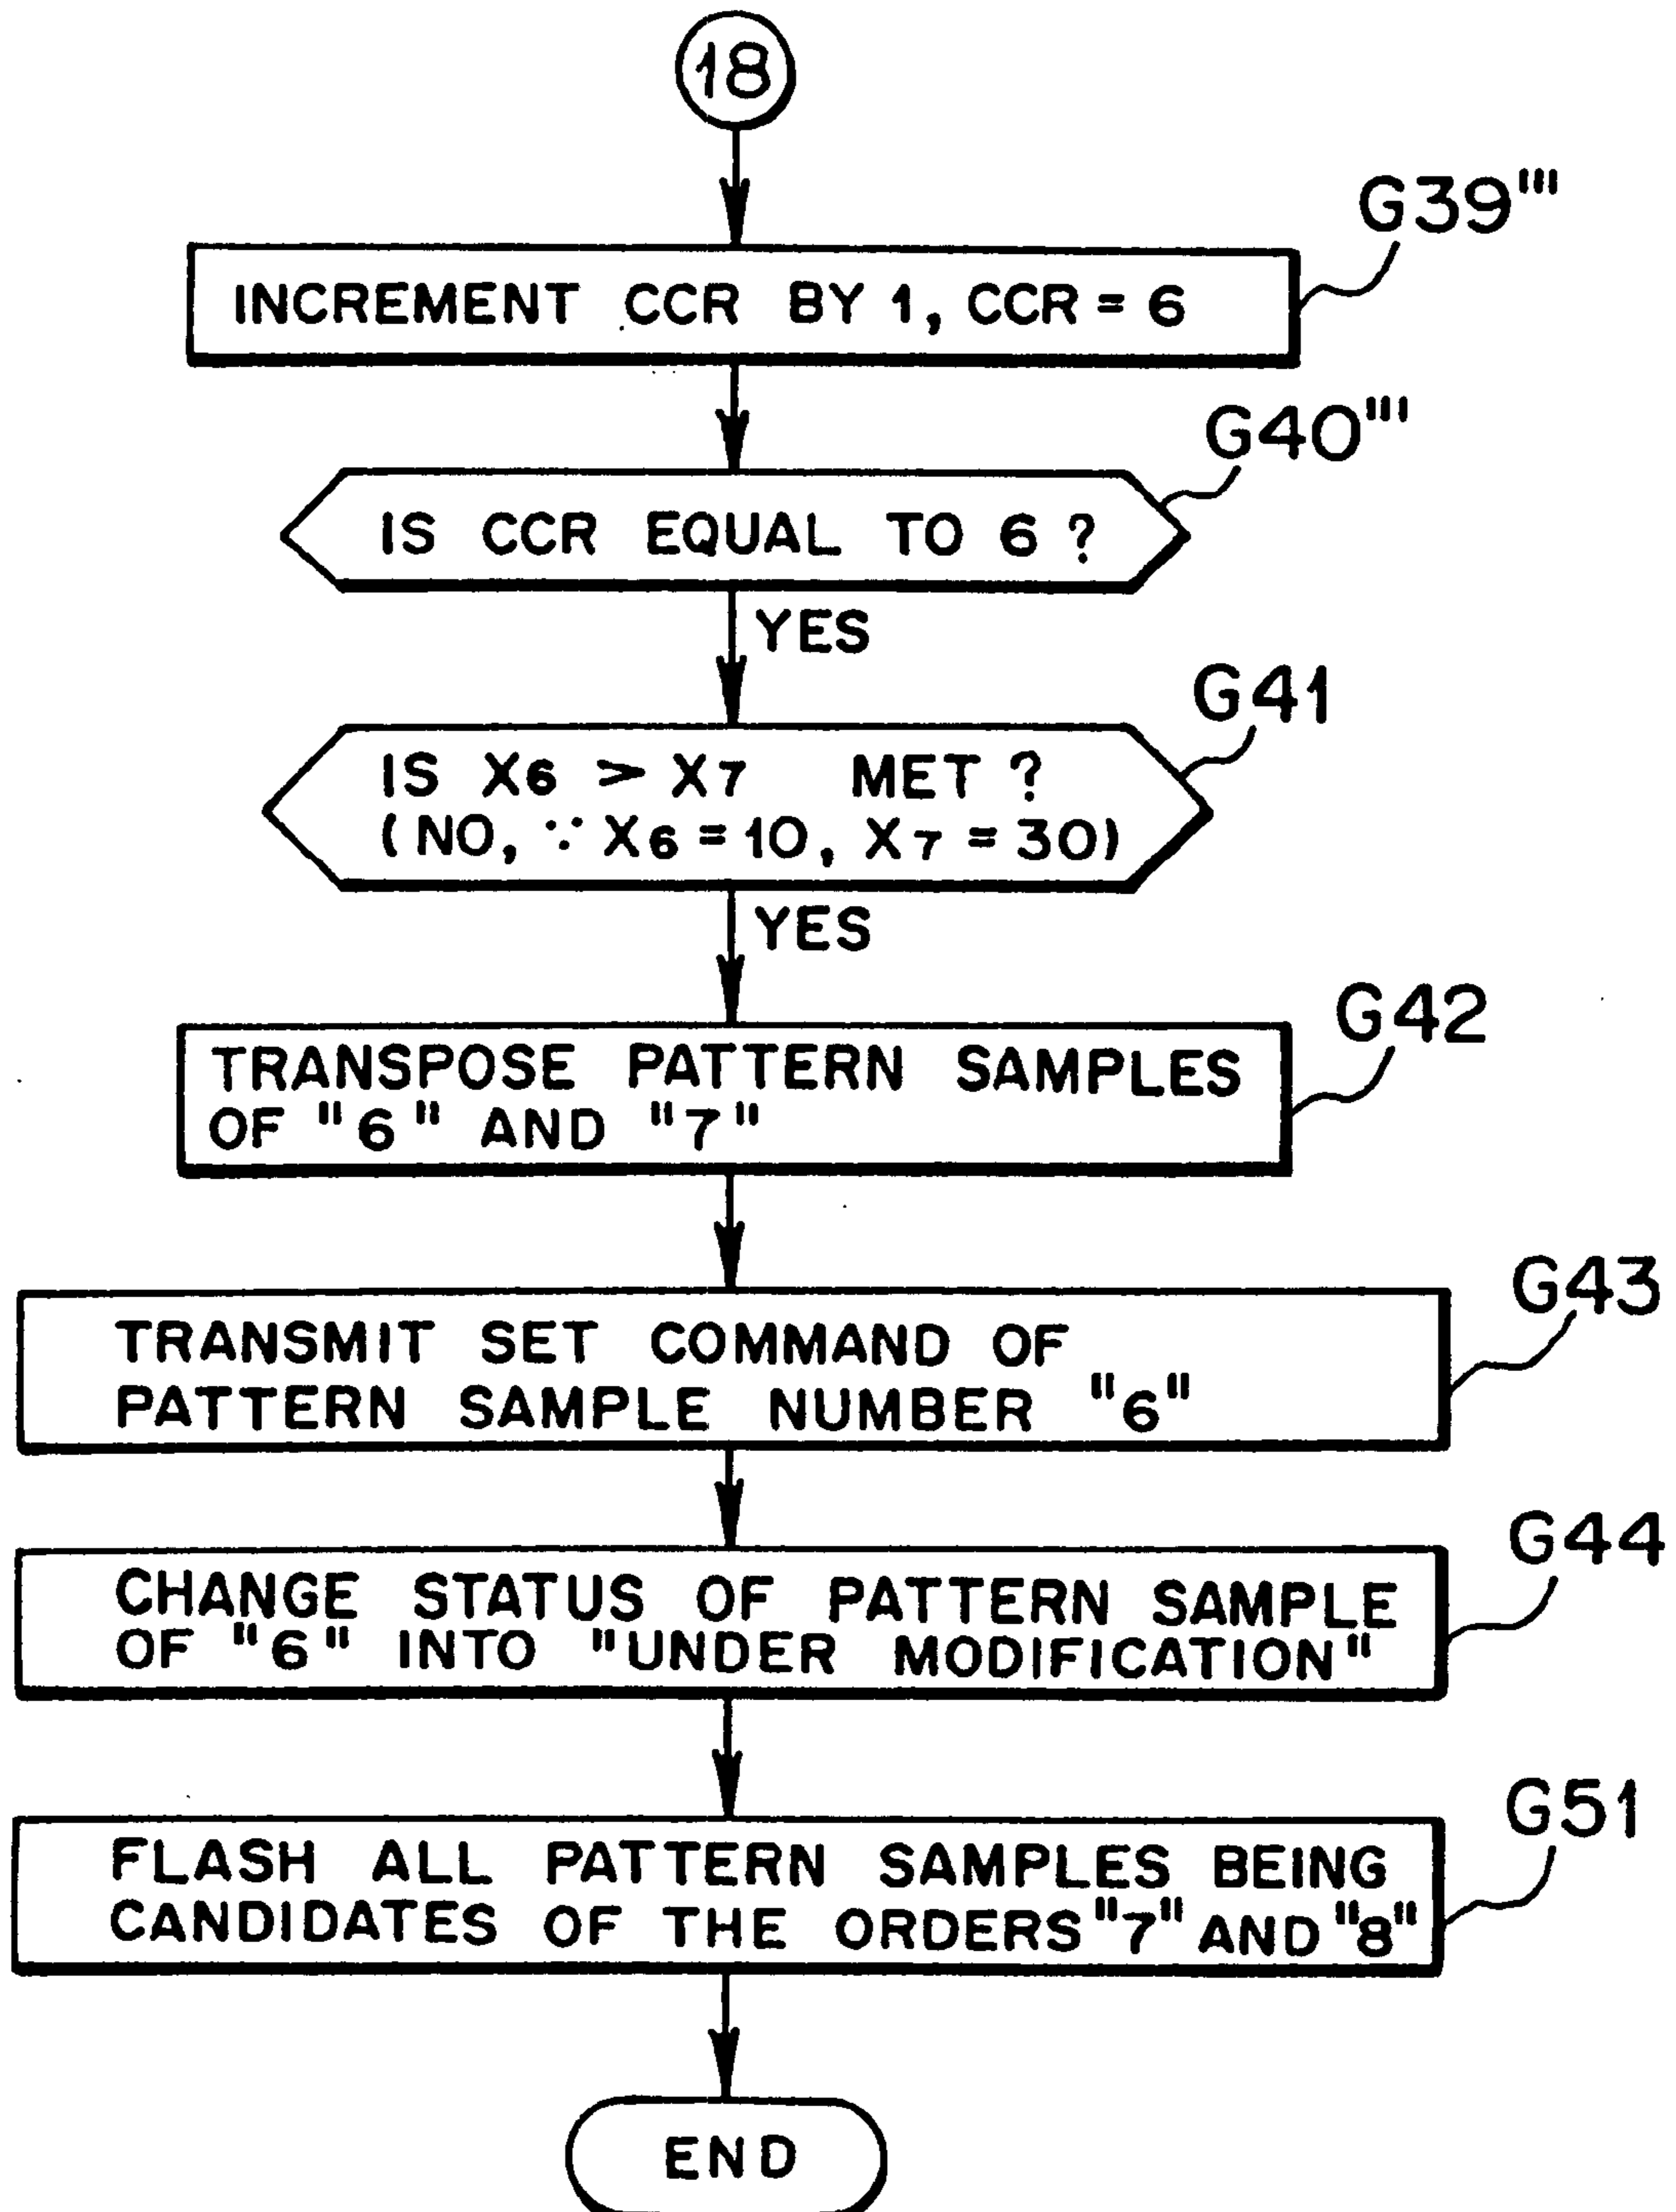 18
G39'''
INCREMENT CCR BY 1, CCR = 6
G40'''
IS CCR EQUAL TO 6 ?
YES
G41
IS X6 > X7 MET ?
(NO, ∵ X6 = 10, X7 = 30)
YES
G42
TRANSPOSE PATTERN SAMPLES
OF "6" AND "7"
G43
TRANSMIT SET COMMAND OF
PATTERN SAMPLE NUMBER "6"
G44
CHANGE STATUS OF PATTERN SAMPLE
OF "6" INTO "UNDER MODIFICATION"
G51
FLASH ALL PATTERN SAMPLES BEING
CANDIDATES OF THE ORDERS "7" AND "8"
END